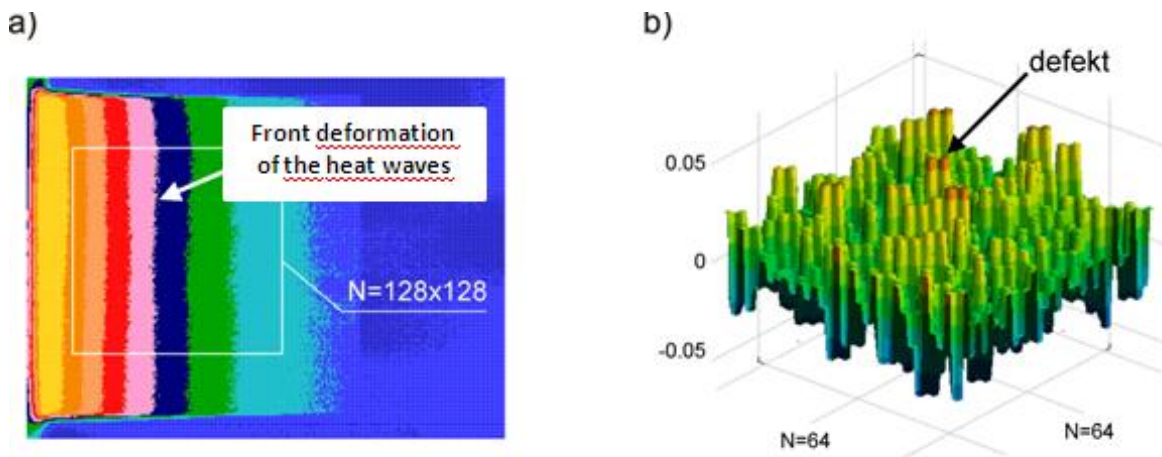 a)
Front deformation
of the heat waves
N=128x128
b)
defekt
0.05
0
-0.05
N=64
N=64